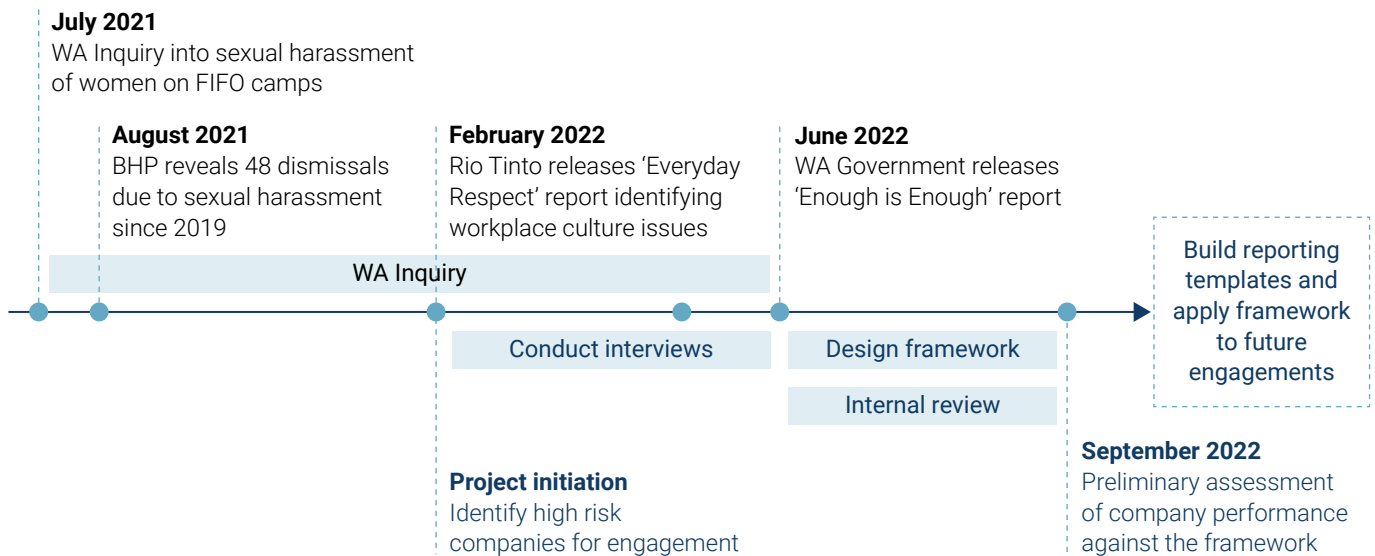 July 2021
WA Inquiry into sexual harassment
of women on FIFO camps
August 2021
BHP reveals 48 dismissals
due to sexual harassment
since 2019
February 2022
Rio Tinto releases ‘Everyday
Respect’ report identifying
workplace culture issues
June 2022
WA Government releases
‘Enough is Enough’ report
WA Inquiry
Build reporting
templates and
apply framework
to future
engagements
Conduct interviews
Design framework
Internal review
Project initiation
Identify high risk
companies for engagement
September 2022
Preliminary assessment
of company performance
against the framework